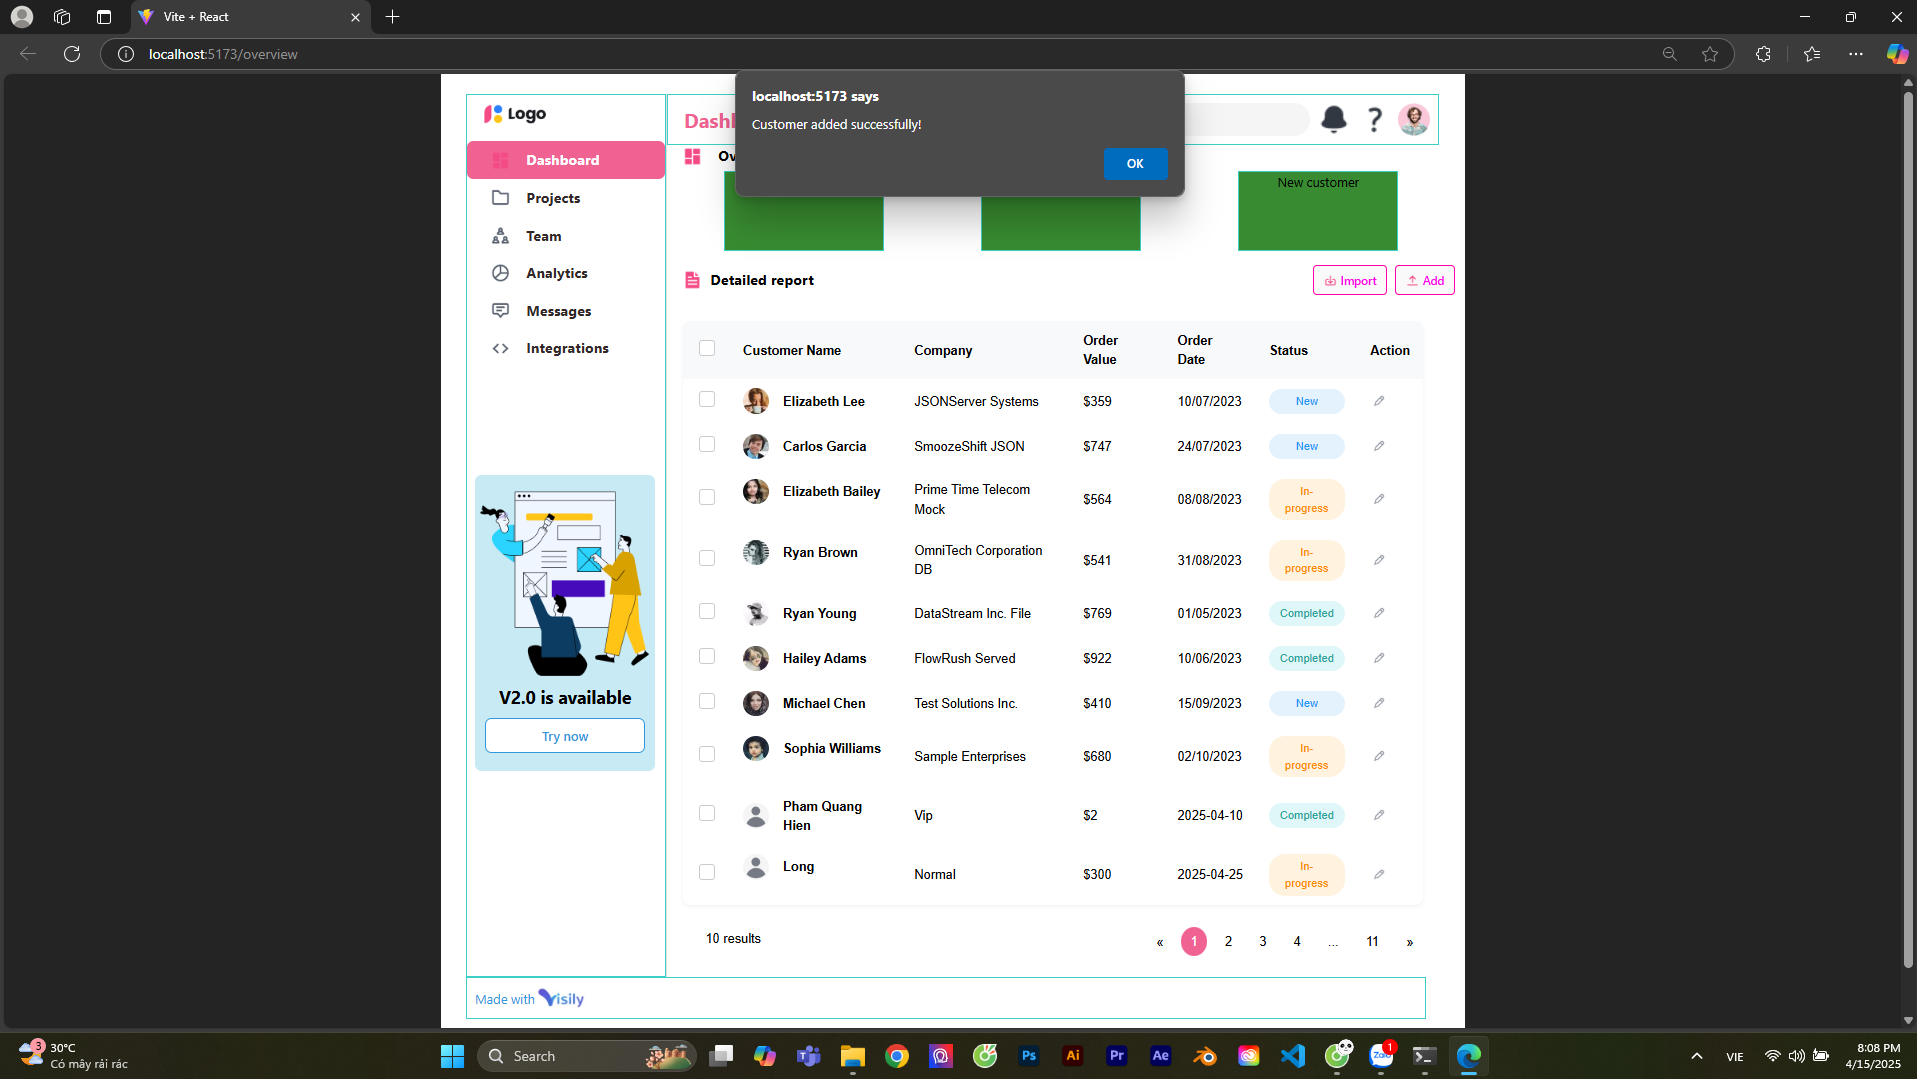 Vite + React
localhost:5173/overview
localhost:5173 says
Customer added successfully!
OK
Logo
Dashboard
Projects
Team
Analytics
Messages
Integrations
V2.0 is available
Try now
Dashl
Ov
New customer
Detailed report
Import
Add
Customer Name Company Order Value Order Date Status Action
Elizabeth Lee JSONServer Systems $359 10/07/2023 New
Carlos Garcia SmoozeShift JSON $747 24/07/2023 New
Elizabeth Bailey Prime Time Telecom Mock $564 08/08/2023 In-progress
Ryan Brown OmniTech Corporation DB $541 31/08/2023 In-progress
Ryan Young DataStream Inc. File $769 01/05/2023 Completed
Hailey Adams FlowRush Served $922 10/06/2023 Completed
Michael Chen Test Solutions Inc. $410 15/09/2023 New
Sophia Williams Sample Enterprises $680 02/10/2023 In-progress
Pham Quang Hien Vip $2 2025-04-10 Completed
Long Normal $300 2025-04-25 In-progress
10 results
« 1 2 3 4 ... 11 »
Made with Visily
3
30°C
Có mây rải rác
Search
Ps
Ai
Pr
Ae
Zalo
1
VIE
8:08 PM
4/15/2025